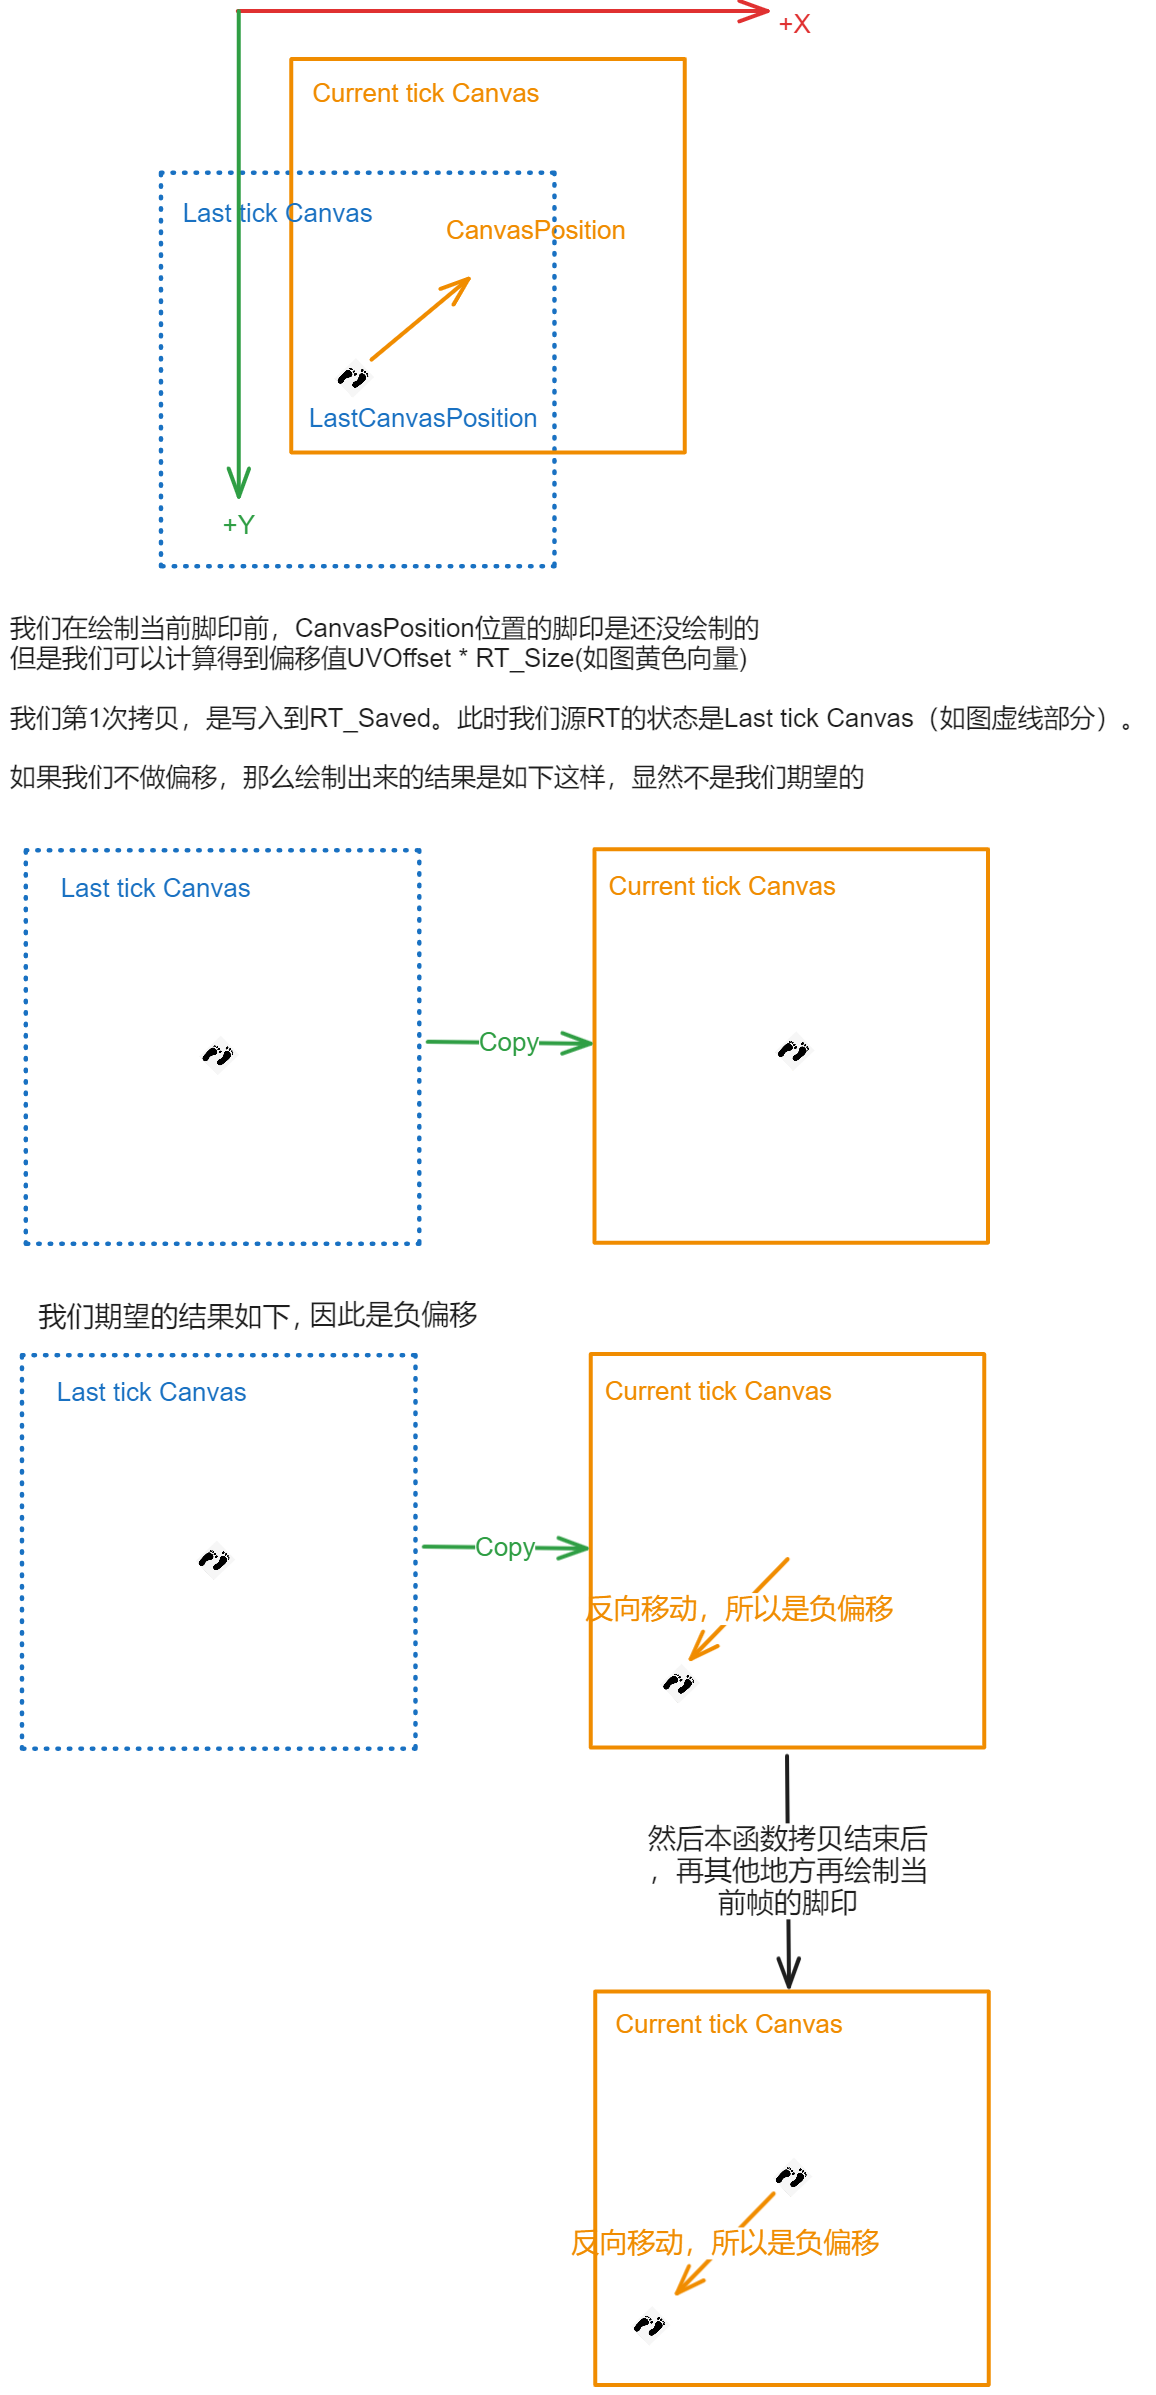 +X
Current tick Canvas
Last tick Canvas
CanvasPosition
LastCanvasPosition
+Y
我们在绘制当前脚印前，CanvasPosition位置的脚印是还没绘制的
但是我们可以计算得到偏移值UVOffset * RT_Size(如图黄色向量)
我们第1次拷贝，是写入到RT_Saved。此时我们源RT的状态是Last tick Canvas（如图虚线部分）。
如果我们不做偏移，那么绘制出来的结果是如下这样，显然不是我们期望的
Last tick Canvas
Current tick Canvas
Copy
我们期望的结果如下, 因此是负偏移
Last tick Canvas
Current tick Canvas
Copy
反向移动，所以是负偏移
然后本函数拷贝结束后
，再其他地方再绘制当
前帧的脚印
Current tick Canvas
反向移动，所以是负偏移